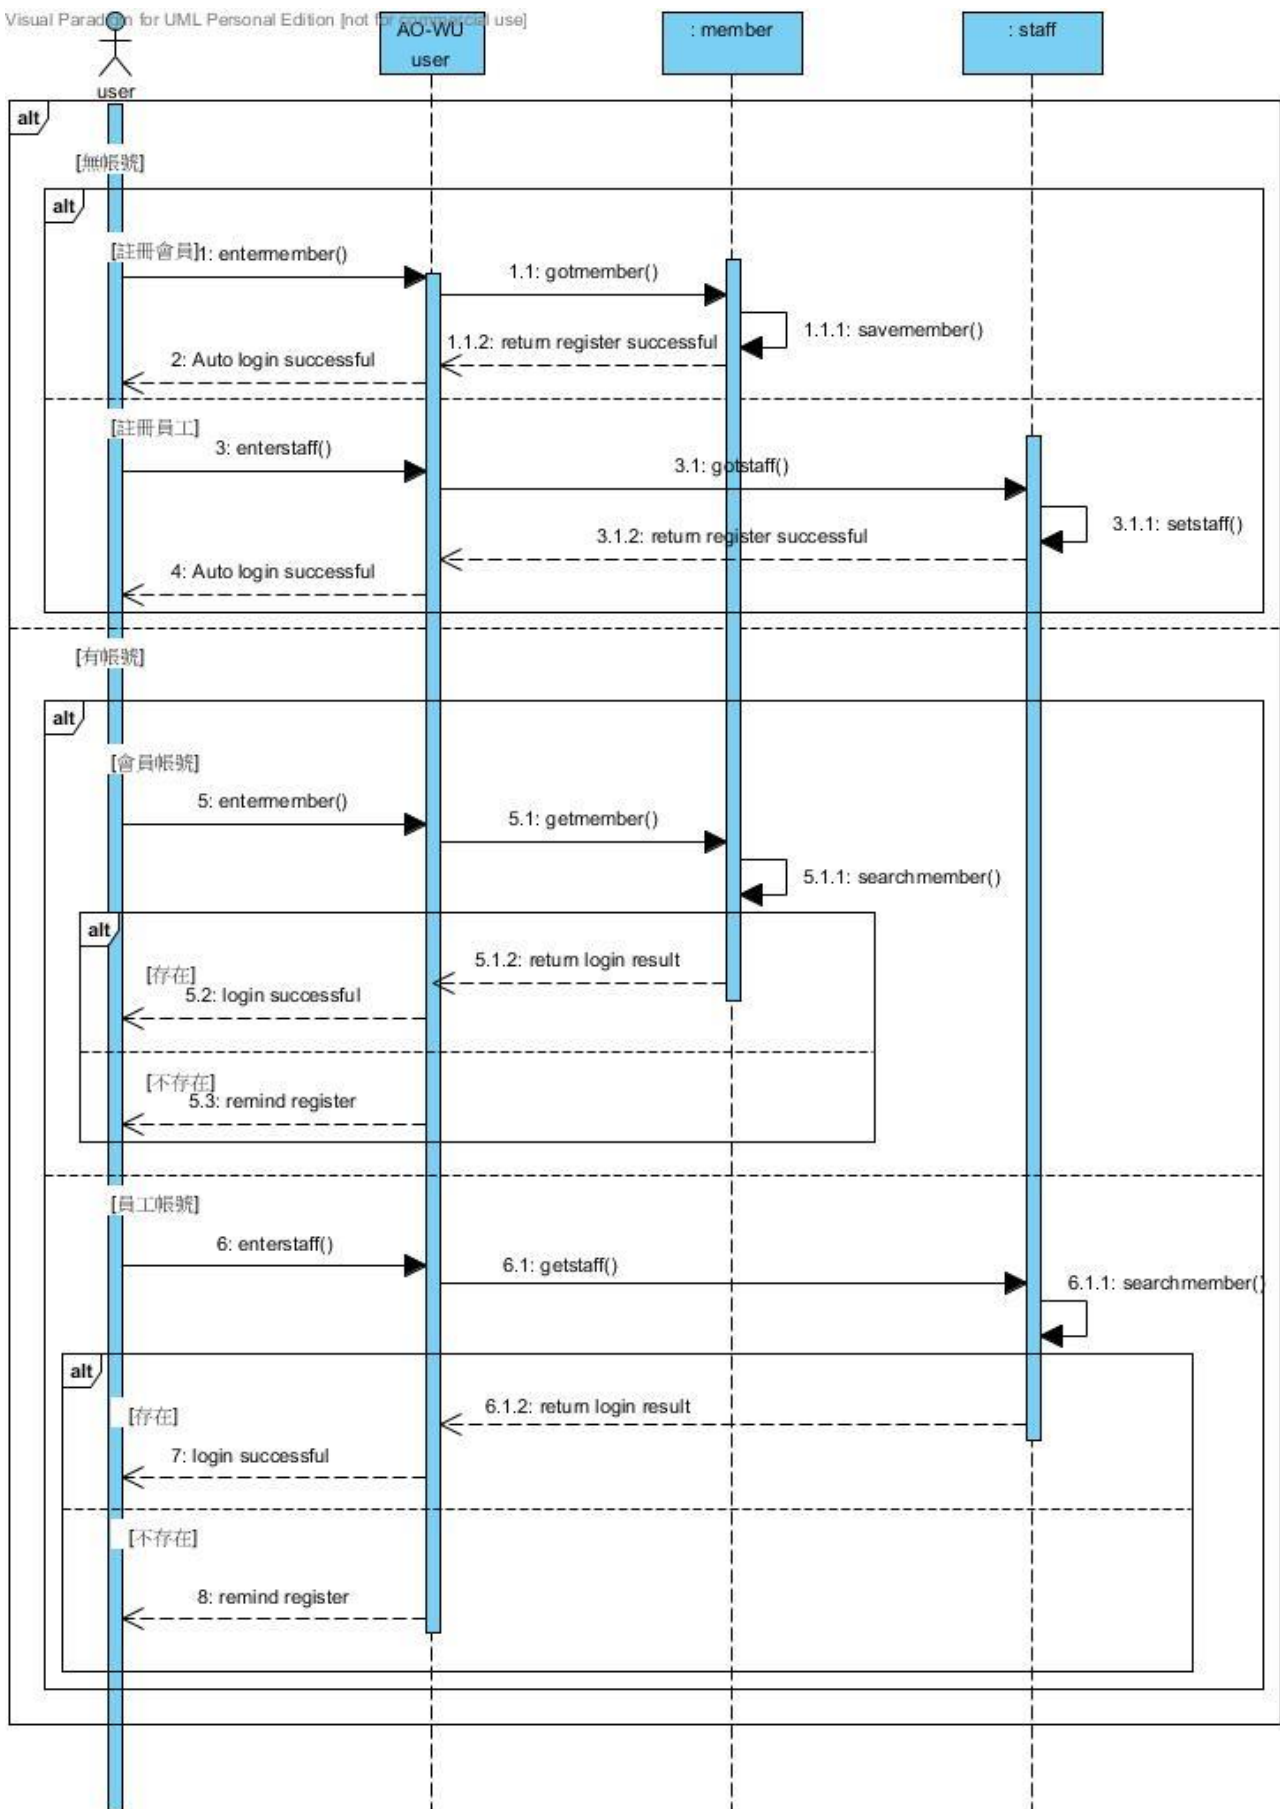 Visual Paradigm for UML Personal Edition [not for commercial use]
user
AO-WU
user
: member
: staff
alt
[無帳號]
alt
[註冊會員]
1: entermember()
1.1: gotmember()
1.1.1: savemember()
1.1.2: return register successful
2: Auto login successful
[註冊員工]
3: enterstaff()
3.1: gotstaff()
3.1.1: setstaff()
3.1.2: return register successful
4: Auto login successful
[有帳號]
alt
[會員帳號]
5: entermember()
5.1: getmember()
5.1.1: searchmember()
alt
5.1.2: return login result
[存在]
5.2: login successful
[不存在]
5.3: remind register
[員工帳號]
6: enterstaff()
6.1: getstaff()
6.1.1: searchmember()
alt
6.1.2: return login result
[存在]
7: login successful
[不存在]
8: remind register